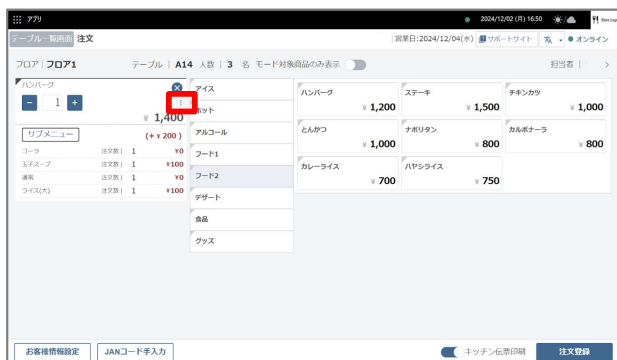 アプリ
2024/12/02 (月) 16:50
テーブル一覧画面 注文
営業日:2024/12/04(水) サポートサイト オンライン
フロア | フロア1 テーブル | A14 人数 | 3 名 モード対象商品のみ表示 担当者 |
ハンバーグ
- 1 +
¥ 1,400
サブメニュー (+ ¥ 200 )
コーラ 注文数 | 1 ¥0
玉子スープ 注文数 | 1 ¥100
通常 注文数 | 1 ¥0
ライス(大) 注文数 | 1 ¥100
アイス
ホット
アルコール
フード1
フード2
デザート
食品
グッズ
ハンバーグ
¥ 1,200
ステーキ
¥ 1,500
チキンカツ
¥ 1,000
とんかつ
¥ 1,000
ナポリタン
¥ 800
カルボナーラ
¥ 800
カレーライス
¥ 700
ハヤシライス
¥ 750
お客様情報設定 JANコード手入力 キッチン伝票印刷 注文登録